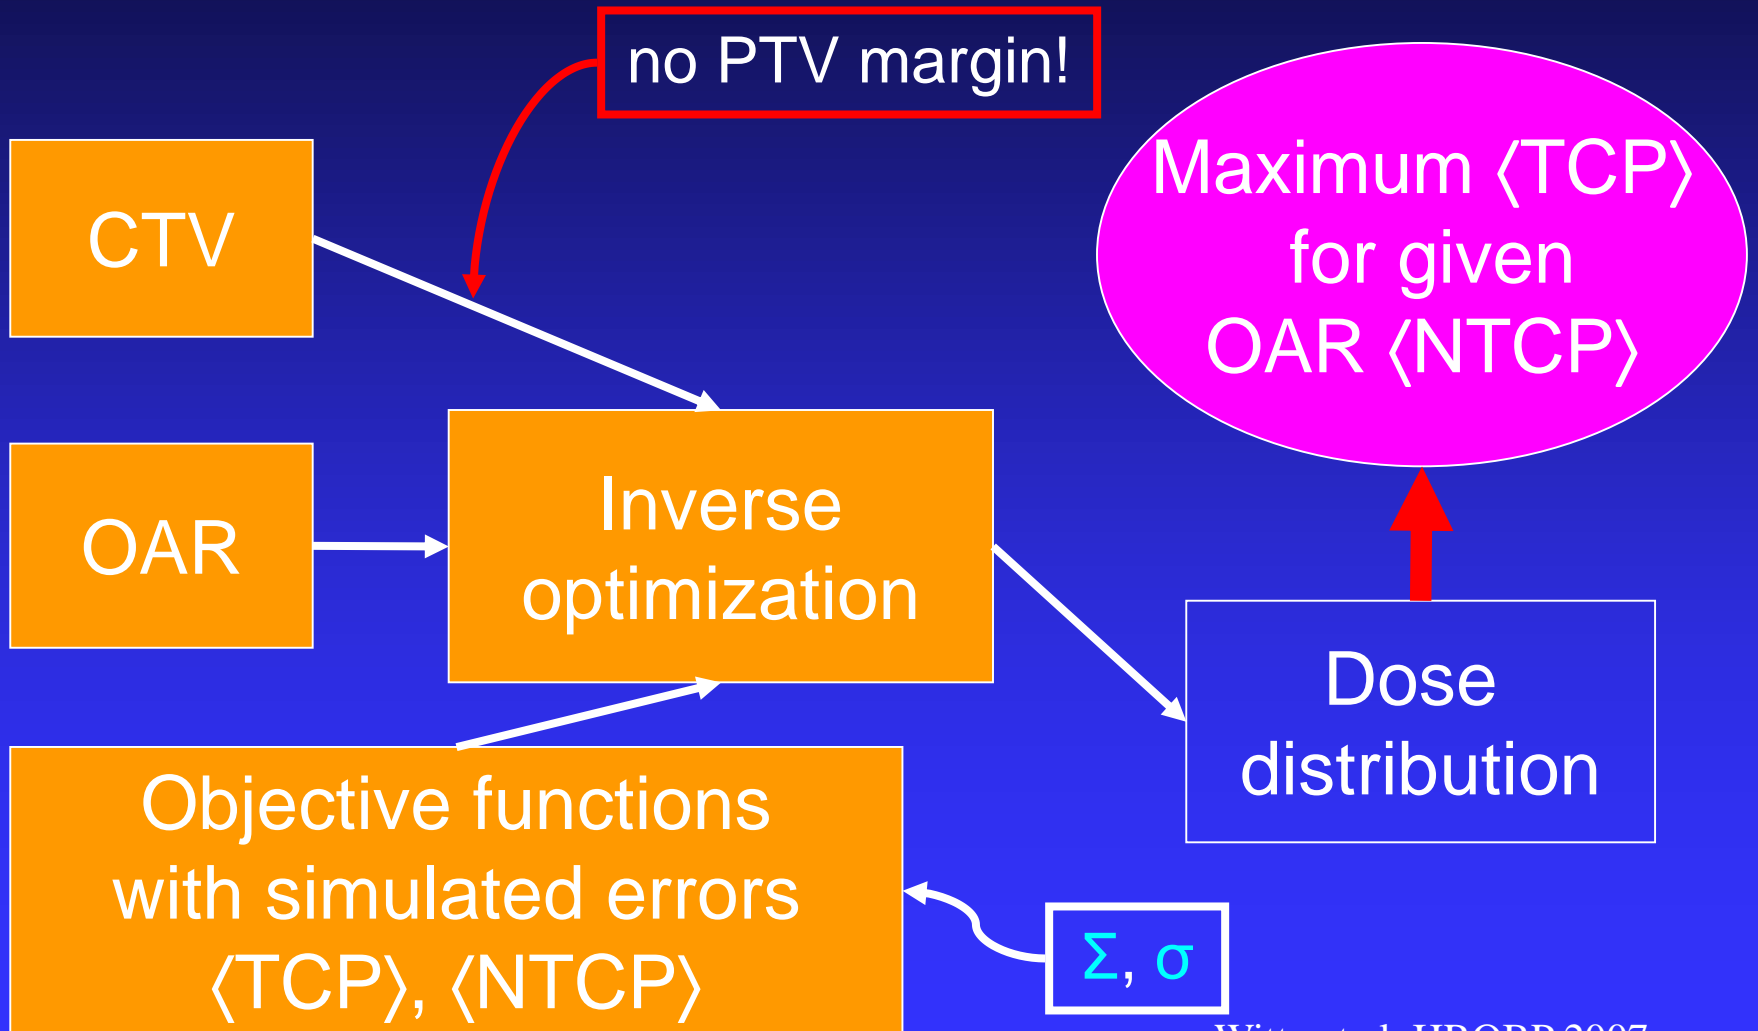 no PTV margin!
CTV
Maximum ⟨TCP⟩
for given
OAR ⟨NTCP⟩
OAR
Inverse
optimization
Dose
distribution
Objective functions
with simulated errors
⟨TCP⟩, ⟨NTCP⟩
Σ, σ
2007